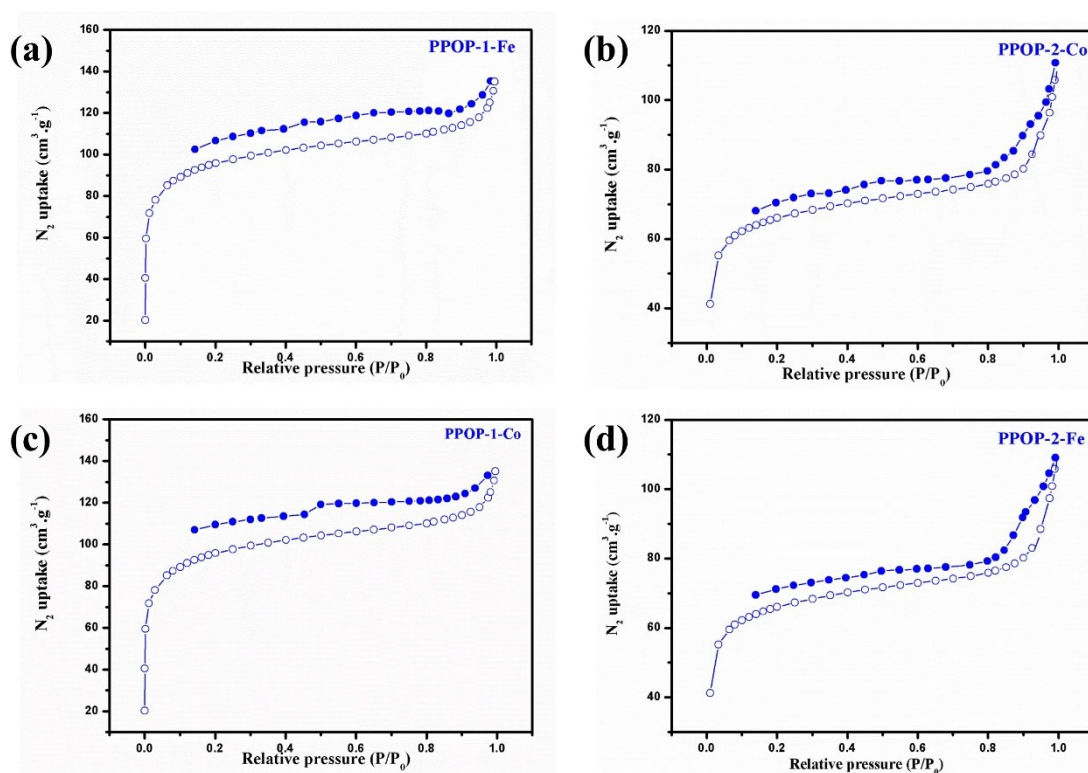 (a)
PPOP-1-Fe
160
140
120
100
80
60
40
20
N₂ uptake (cm³.g⁻¹)
0.0 0.2 0.4 0.6 0.8 1.0
Relative pressure (P/P₀)
(b)
PPOP-2-Co
120
100
80
60
40
N₂ uptake (cm³.g⁻¹)
0.0 0.2 0.4 0.6 0.8 1.0
Relative pressure (P/P₀)
(c)
PPOP-1-Co
160
140
120
100
80
60
40
20
N₂ uptake (cm³.g⁻¹)
0.0 0.2 0.4 0.6 0.8 1.0
Relative pressure (P/P₀)
(d)
PPOP-2-Fe
120
100
80
60
40
N₂ uptake (cm³.g⁻¹)
0.0 0.2 0.4 0.6 0.8 1.0
Relative pressure (P/P₀)